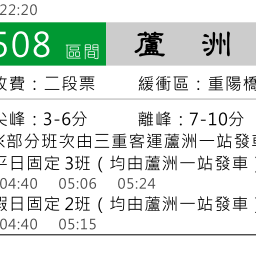 22:20
508 區間 蘆洲
收費：二段票 緩衝區：重陽橋
尖峰：3-6分 離峰：7-10分
※部分班次由三重客運蘆洲一站發車
平日固定3班（均由蘆洲一站發車）
04:40 05:06 05:24
假日固定2班（均由蘆洲一站發車）
04:40 05:15